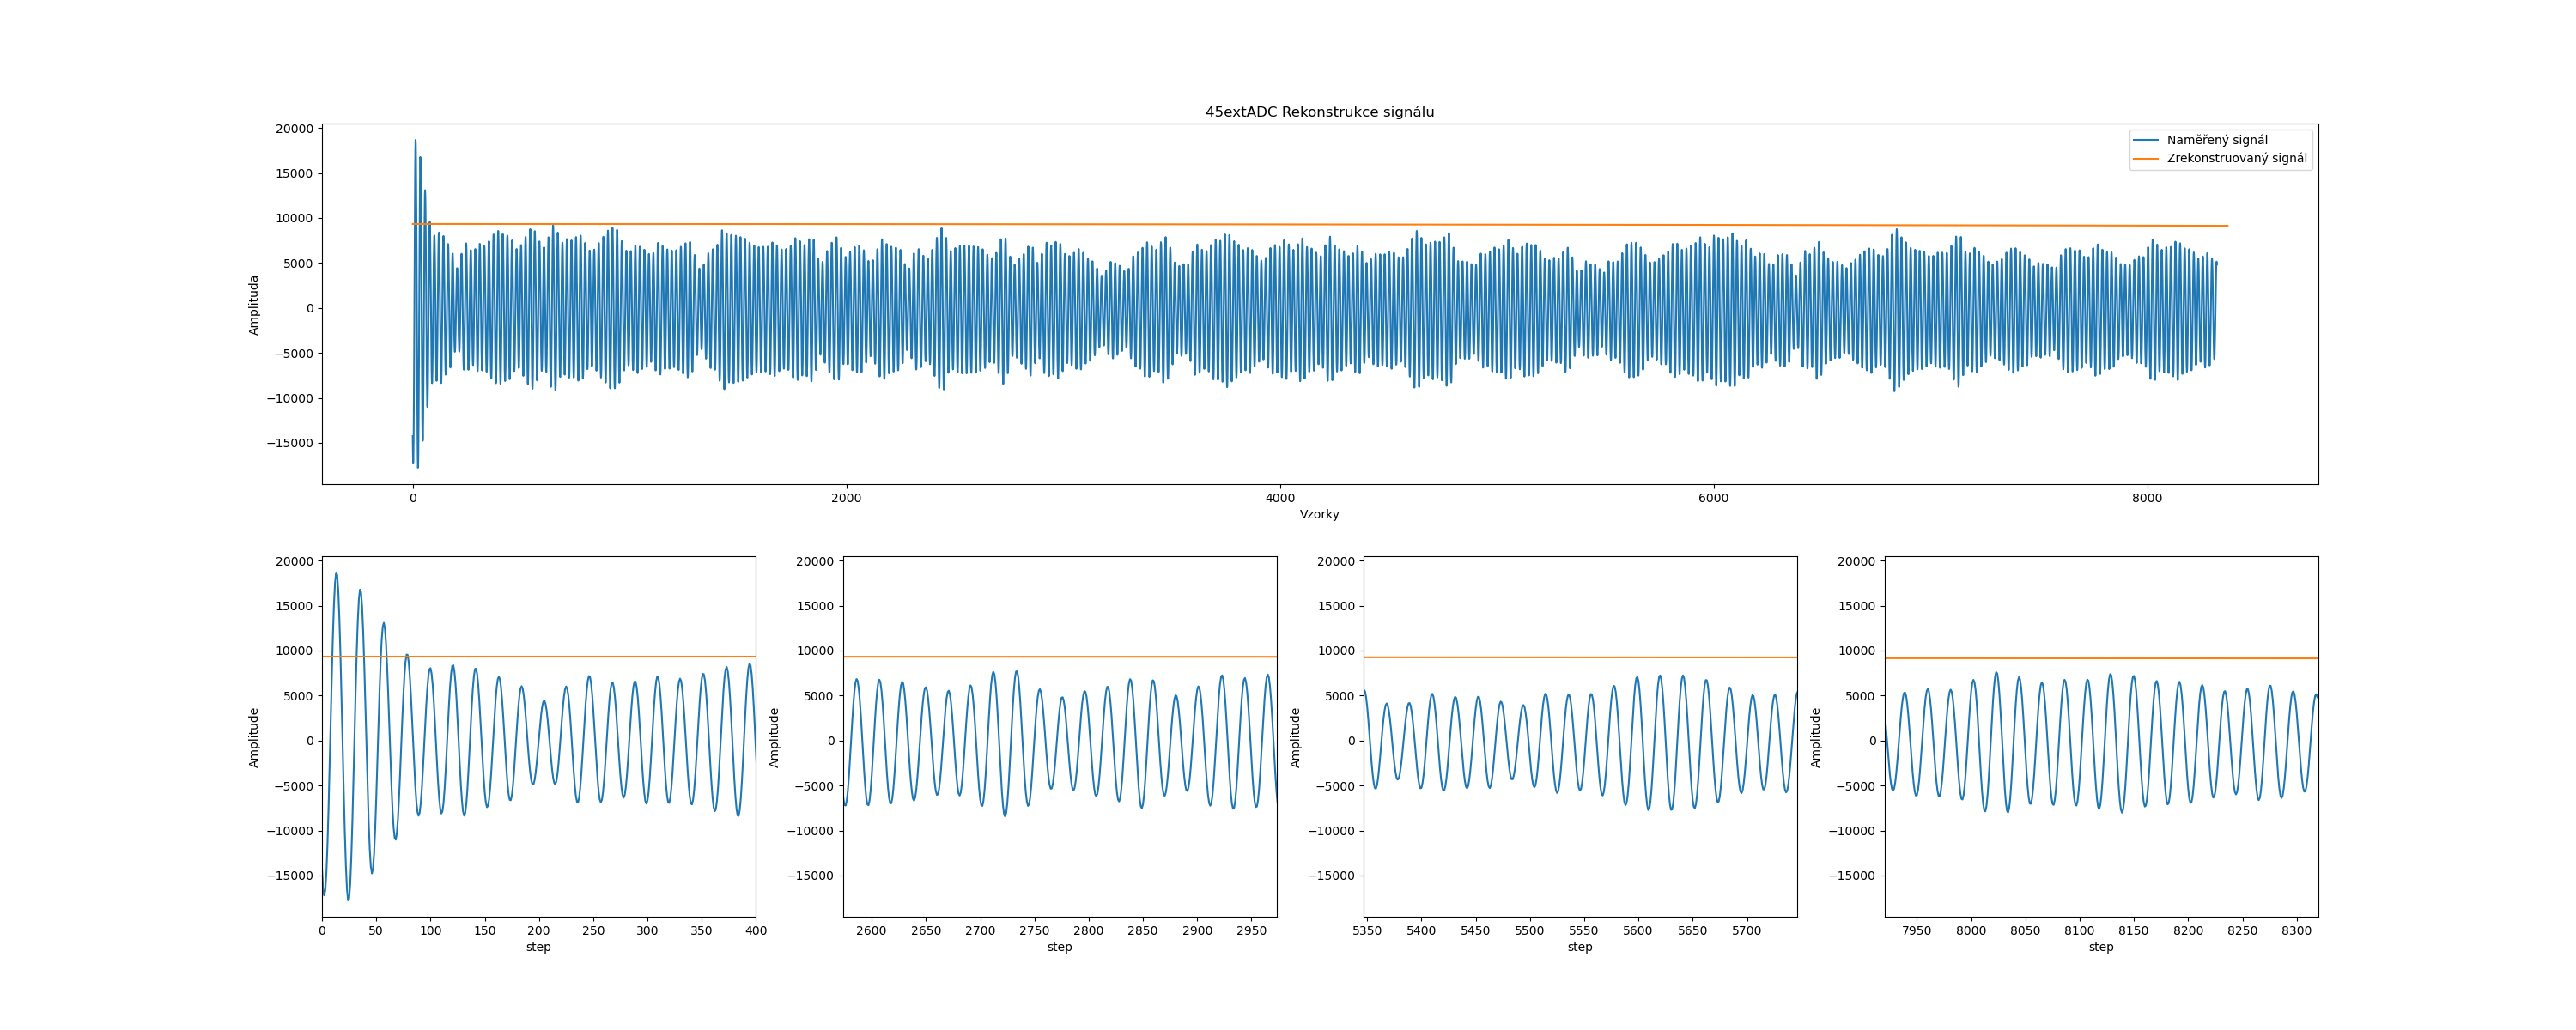 45extADC Rekonstrukce signálu
20000
15000
10000
5000
0
−5000
−10000
−15000
Amplituda
Naměřený signál
Zrekonstruovaný signál
0 2000 4000 6000 8000
Vzorky
20000
15000
10000
5000
0
−5000
−10000
−15000
Amplitude
0 50 100 150 200 250 300 350 400
step
20000
15000
10000
5000
0
−5000
−10000
−15000
Amplitude
2600 2650 2700 2750 2800 2850 2900 2950
step
20000
15000
10000
5000
0
−5000
−10000
−15000
Amplitude
5350 5400 5450 5500 5550 5600 5650 5700
step
20000
15000
10000
5000
0
−5000
−10000
−15000
Amplitude
7950 8000 8050 8100 8150 8200 8250 8300
step